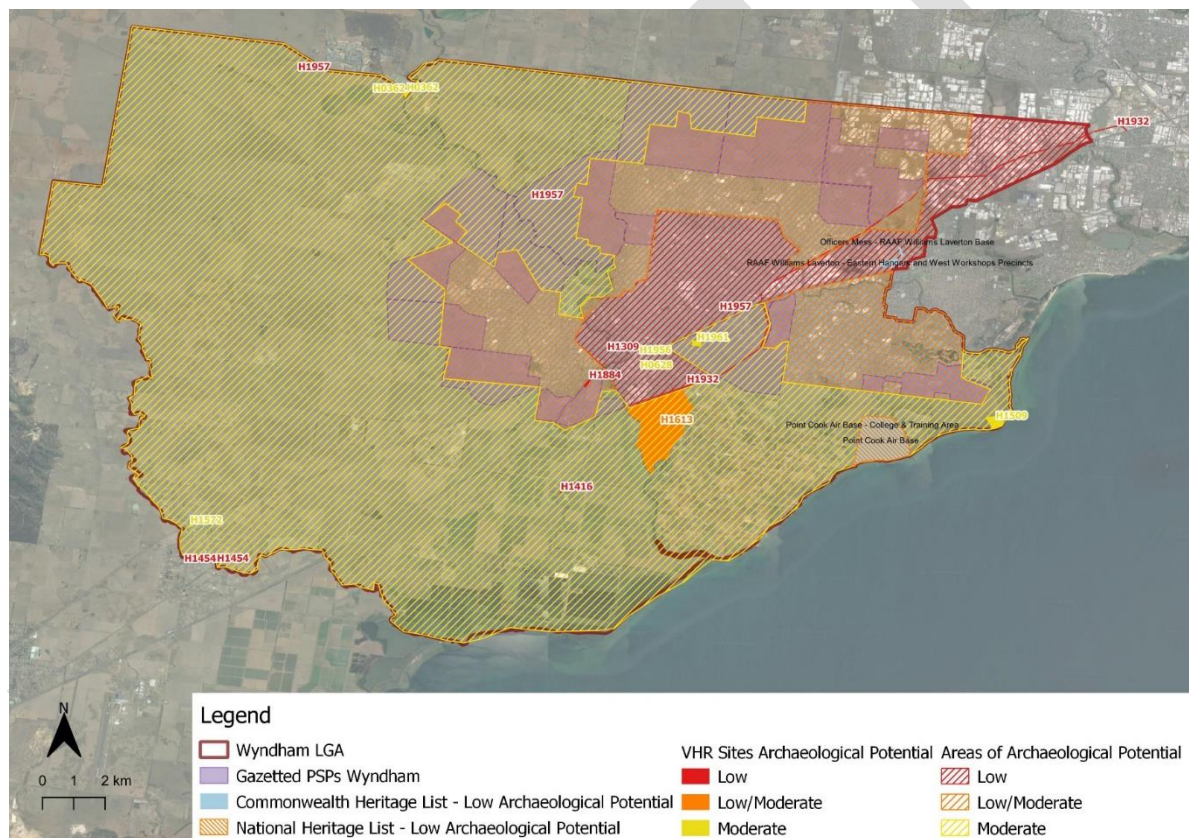 H1957
H0362 H0362
H1932
H1957
Officers Mess - RAAF Williams Laverton Base
RAAF Williams Laverton - Eastern Hangers and West Workshops Precincts
H1957
H1961
H1309
H1956
H0628
H1884
H1932
H1613
H1509
Point Cook Air Base - College & Training Area
Point Cook Air Base
H1416
H1572
H1454 H1454
N
0 1 2 km
Legend
Wyndham LGA
Gazetted PSPs Wyndham
Commonwealth Heritage List - Low Archaeological Potential
National Heritage List - Low Archaeological Potential
VHR Sites Archaeological Potential
Low
Low/Moderate
Moderate
Areas of Archaeological Potential
Low
Low/Moderate
Moderate